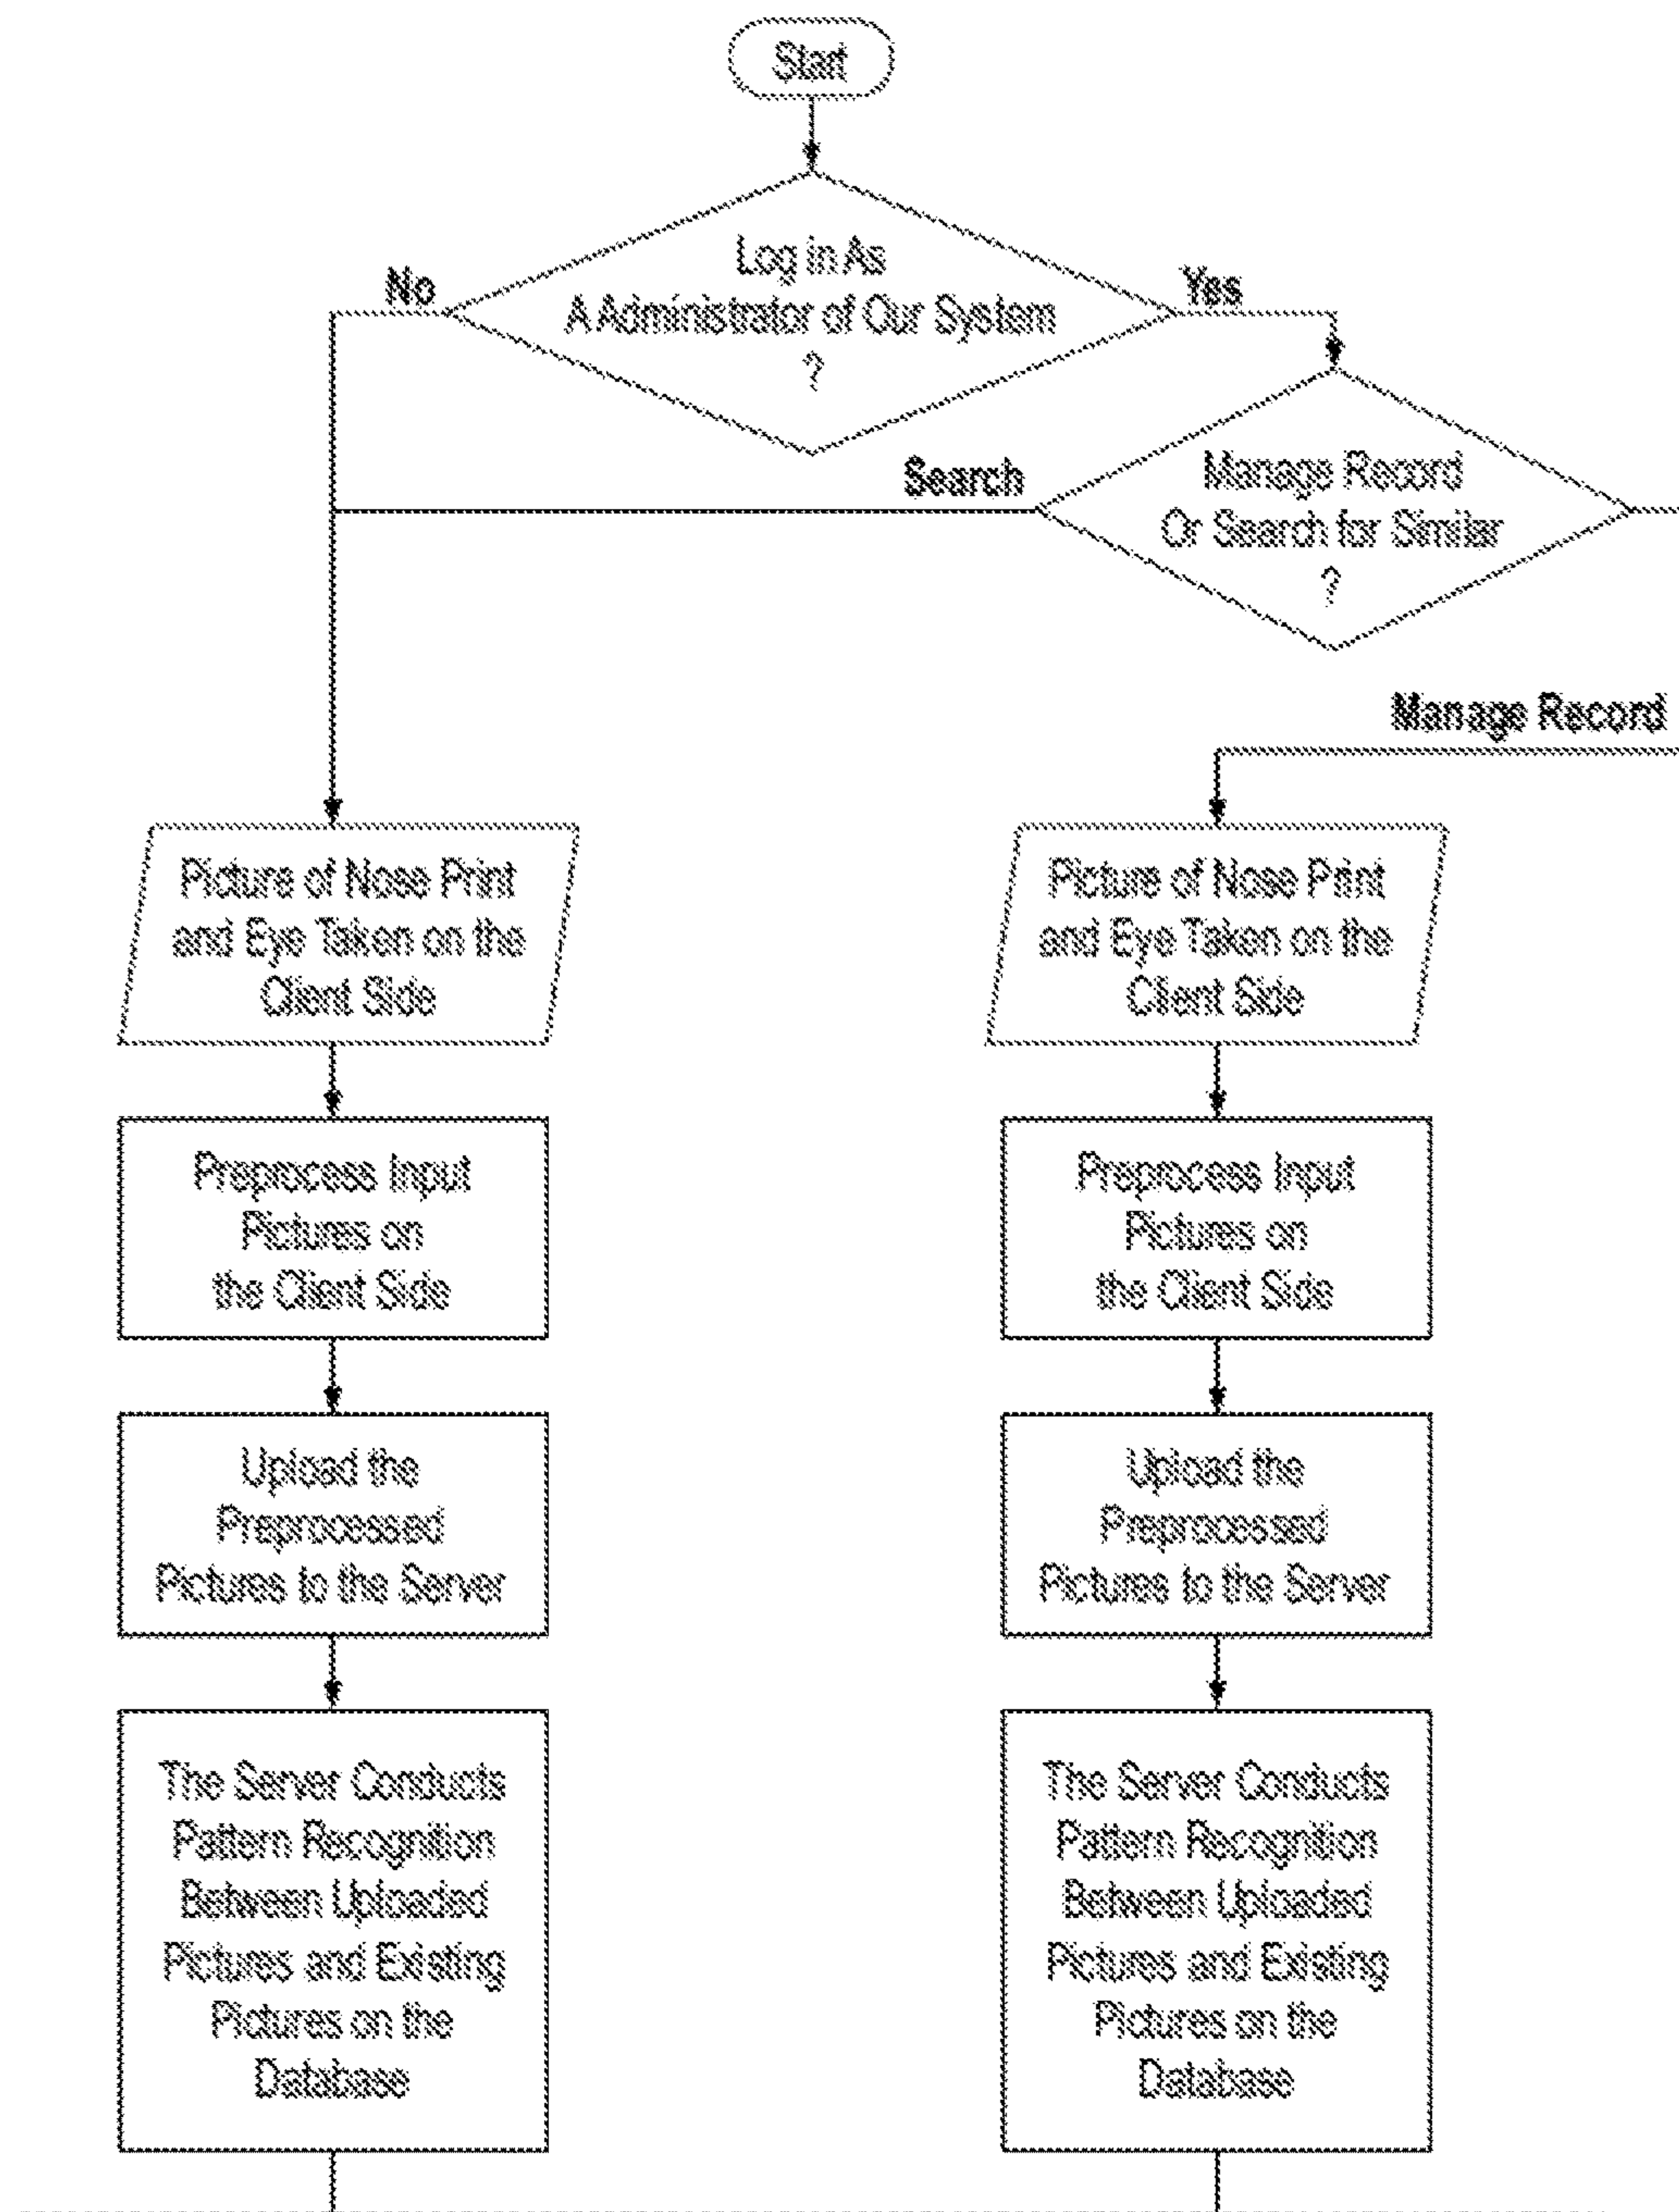 Start
Log in As
A Administrator of Our System
?
No
Yes
Manage Record
Or Search for Similar
?
Search
Manage Record
Picture of Nose Print
and Eye Taken on the
Client Side
Preprocess Input
Pictures on
the Client Side
Upload the
Preprocessed
Pictures to the Server
The Server Conducts
Pattern Recognition
Between Uploaded
Pictures and Existing
Pictures on the
Database
Picture of Nose Print
and Eye Taken on the
Client Side
Preprocess Input
Pictures on
the Client Side
Upload the
Preprocessed
Pictures to the Server
The Server Conducts
Pattern Recognition
Between Uploaded
Pictures and Existing
Pictures on the
Database